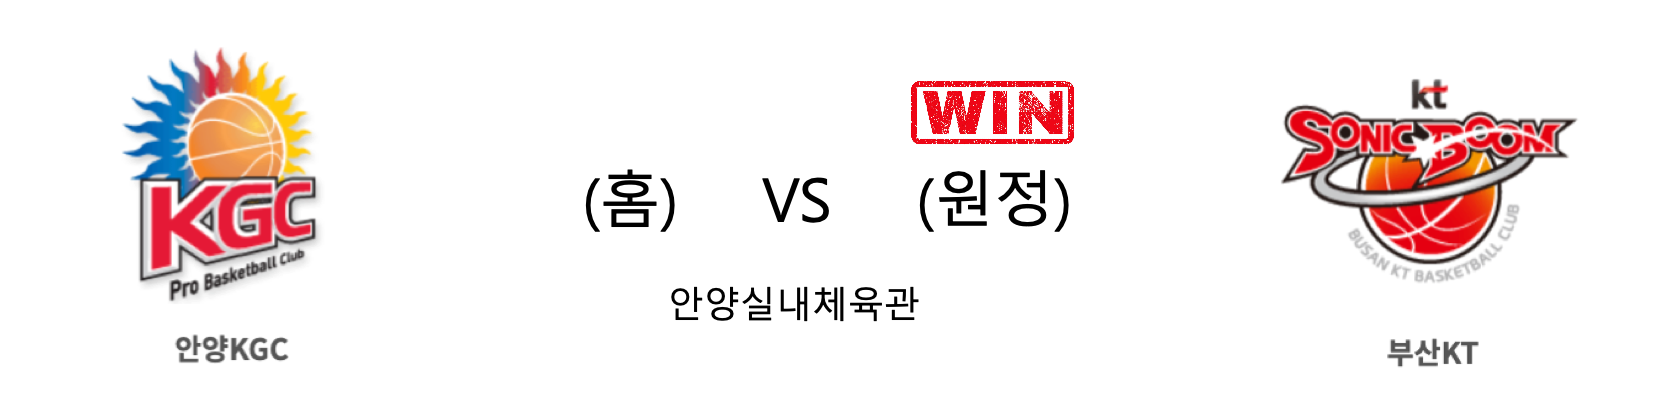 KGC
Pro Basketball Club
안양KGC
WIN
(홈) VS (원정)
안양실내체육관
kt
SONIC BOOM
BUSAN KT BASKETBALL CLUB
부산KT